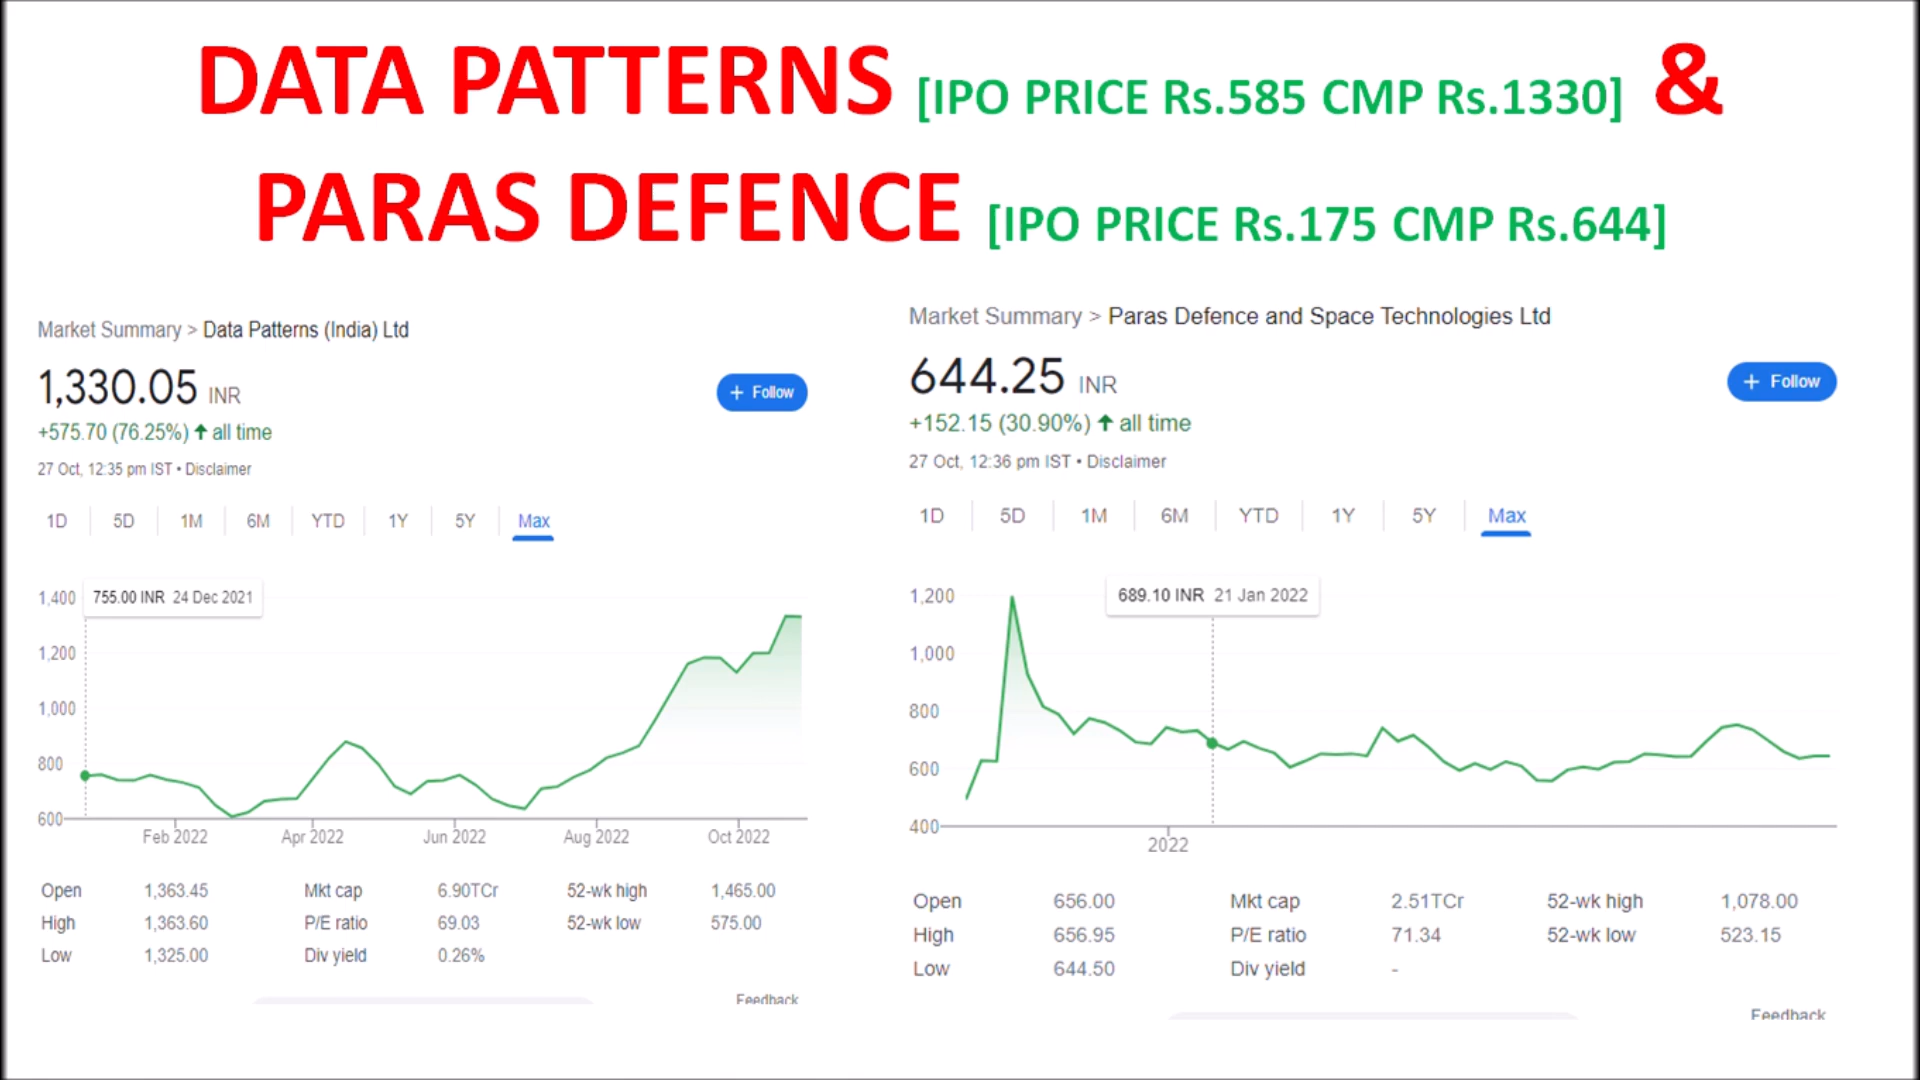 DATA PATTERNS [IPO PRICE Rs.585 CMP Rs.1330] &
PARAS DEFENCE [IPO PRICE Rs.175 CMP Rs.644]
Market Summary > Data Patterns (India) Ltd
1,330.05 INR
+ Follow
+575.70 (76.25%) ↑ all time
27 Oct, 12:35 pm IST • Disclaimer
1D 5D 1M 6M YTD 1Y 5Y Max
755.00 INR 24 Dec 2021
1,400
1,200
1,000
800
600
Feb 2022 Apr 2022 Jun 2022 Aug 2022 Oct 2022
Open 1,363.45 Mkt cap 6.90TCr 52-wk high 1,465.00
High 1,363.60 P/E ratio 69.03 52-wk low 575.00
Low 1,325.00 Div yield 0.26%
Feedback
Market Summary > Paras Defence and Space Technologies Ltd
644.25 INR
+ Follow
+152.15 (30.90%) ↑ all time
27 Oct, 12:36 pm IST • Disclaimer
1D 5D 1M 6M YTD 1Y 5Y Max
689.10 INR 21 Jan 2022
1,200
1,000
800
600
400
2022
Open 656.00 Mkt cap 2.51TCr 52-wk high 1,078.00
High 656.95 P/E ratio 71.34 52-wk low 523.15
Low 644.50 Div yield -
Feedback